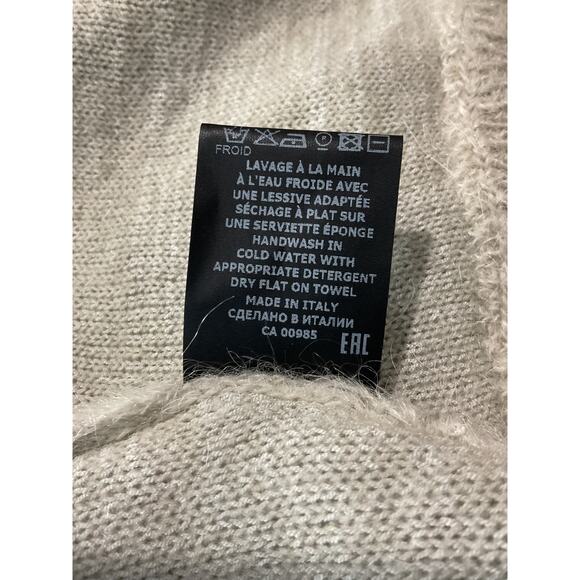 FROID
LAVAGE À LA MAIN
À L'EAU FROIDE AVEC
UNE LESSIVE ADAPTÉE
SÉCHAGE À PLAT SUR
UNE SERVIETTE ÉPONGE
HANDWASH IN
COLD WATER WITH
APPROPRIATE DETERGENT
DRY FLAT ON TOWEL
MADE IN ITALY
СДЕЛАНО В ИТАЛИИ
CA 00985
EAC